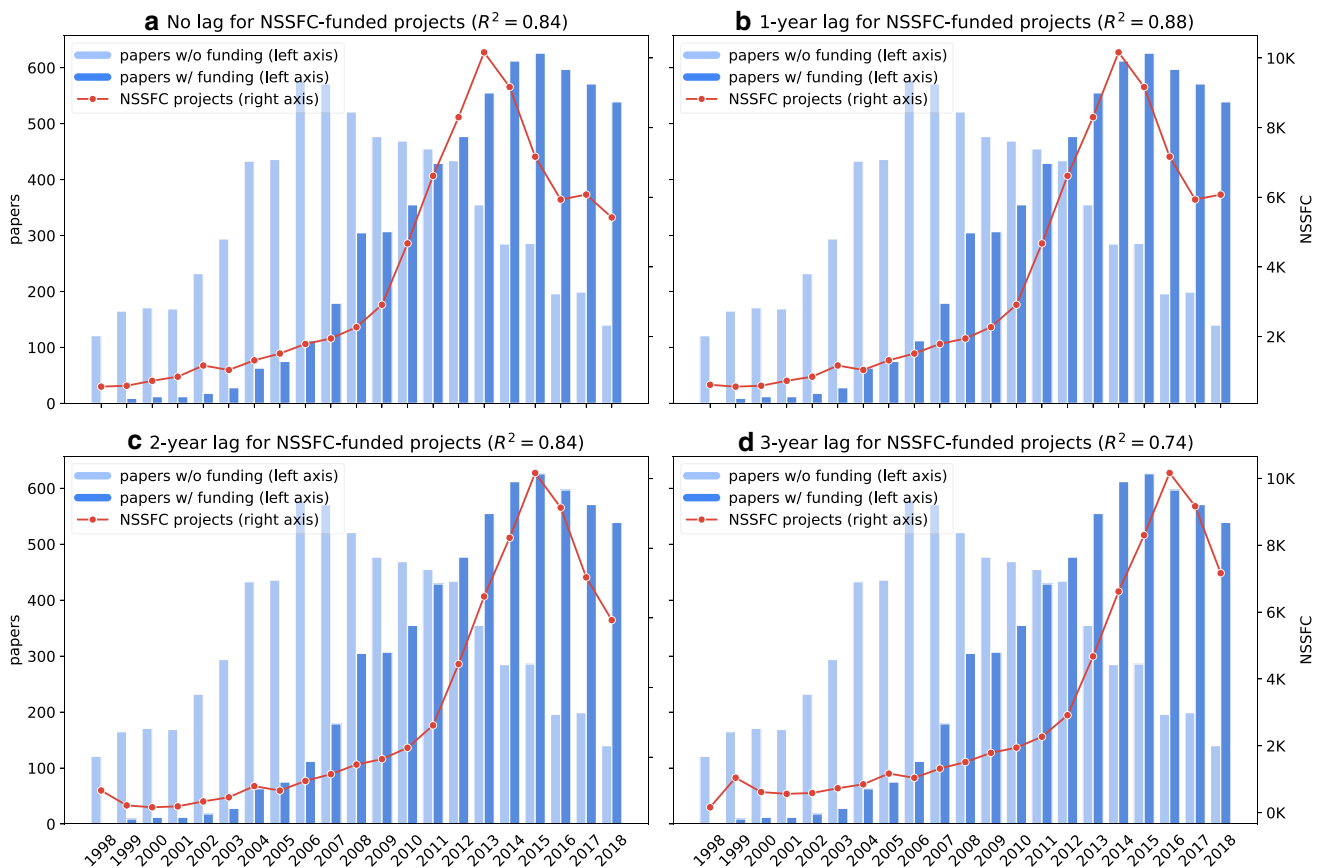 a No lag for NSSFC-funded projects (R² = 0.84)
papers w/o funding (left axis)
papers w/ funding (left axis)
NSSFC projects (right axis)
600
500
400
300
200
100
0
papers
b 1-year lag for NSSFC-funded projects (R² = 0.88)
papers w/o funding (left axis)
papers w/ funding (left axis)
NSSFC projects (right axis)
10K
8K
6K
4K
2K
NSSFC
c 2-year lag for NSSFC-funded projects (R² = 0.84)
papers w/o funding (left axis)
papers w/ funding (left axis)
NSSFC projects (right axis)
600
500
400
300
200
100
0
papers
1998 1999 2000 2001 2002 2003 2004 2005 2006 2007 2008 2009 2010 2011 2012 2013 2014 2015 2016 2017 2018
d 3-year lag for NSSFC-funded projects (R² = 0.74)
papers w/o funding (left axis)
papers w/ funding (left axis)
NSSFC projects (right axis)
10K
8K
6K
4K
2K
0K
NSSFC
1998 1999 2000 2001 2002 2003 2004 2005 2006 2007 2008 2009 2010 2011 2012 2013 2014 2015 2016 2017 2018